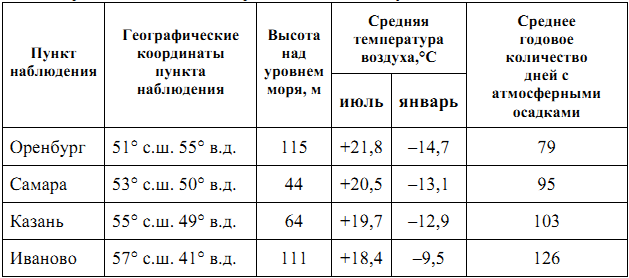 Пункт наблюдения
Географические координаты пункта наблюдения
Высота над уровнем моря, м
Средняя температура воздуха,°С
июль
январь
Среднее годовое количество дней с атмосферными осадками
Оренбург 51° с.ш. 55° в.д. 115 +21,8 –14,7 79
Самара 53° с.ш. 50° в.д. 44 +20,5 –13,1 95
Казань 55° с.ш. 49° в.д. 64 +19,7 –12,9 103
Иваново 57° с.ш. 41° в.д. 111 +18,4 –9,5 126